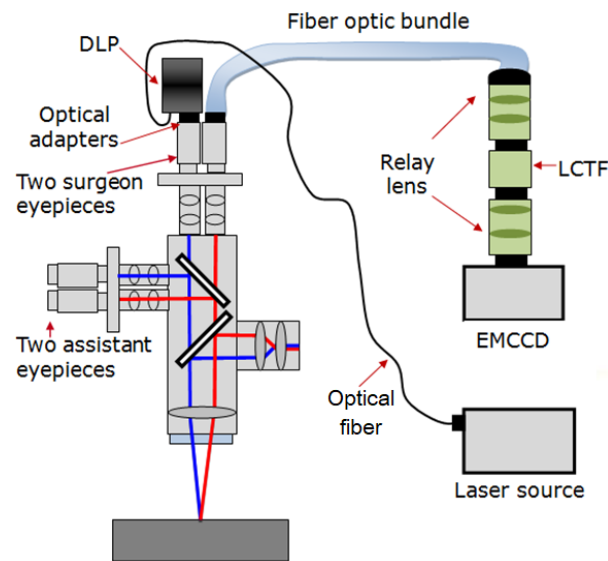 Fiber optic bundle
DLP
Optical
adapters
Two surgeon
eyepieces
Relay
lens
LCTF
EMCCD
Two assistant
eyepieces
Optical
fiber
Laser source